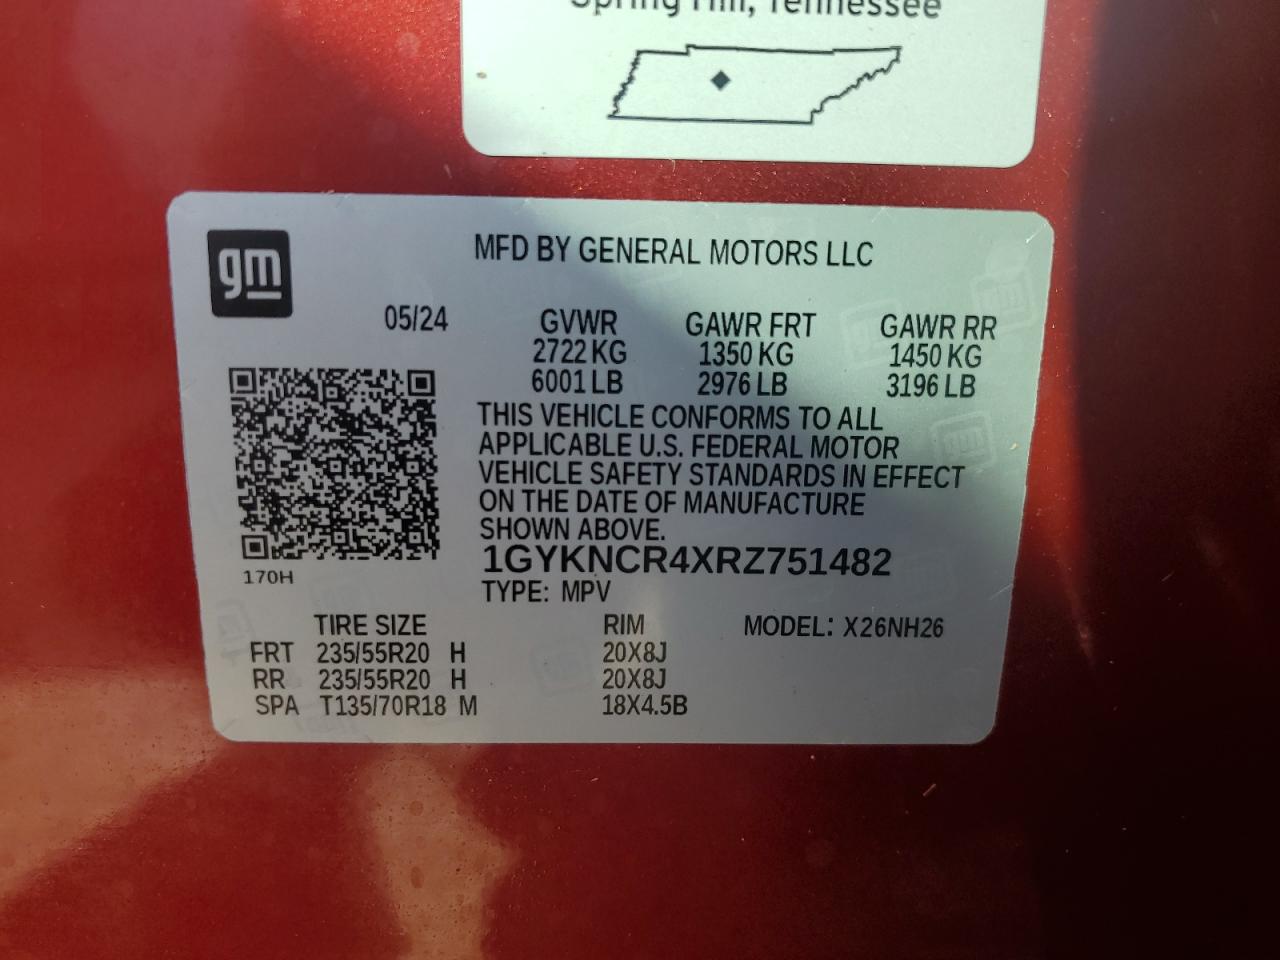 Spring Hill, Tennessee
gm
MFD BY GENERAL MOTORS LLC
05/24 GVWR GAWR FRT GAWR RR
2722 KG 1350 KG 1450 KG
6001 LB 2976 LB 3196 LB
THIS VEHICLE CONFORMS TO ALL
APPLICABLE U.S. FEDERAL MOTOR
VEHICLE SAFETY STANDARDS IN EFFECT
ON THE DATE OF MANUFACTURE
SHOWN ABOVE.
1GYKNCR4XRZ751482
170H
TYPE: MPV
TIRE SIZE RIM MODEL: X26NH26
FRT 235/55R20 H 20X8J
RR 235/55R20 H 20X8J
SPA T135/70R18 M 18X4.5B